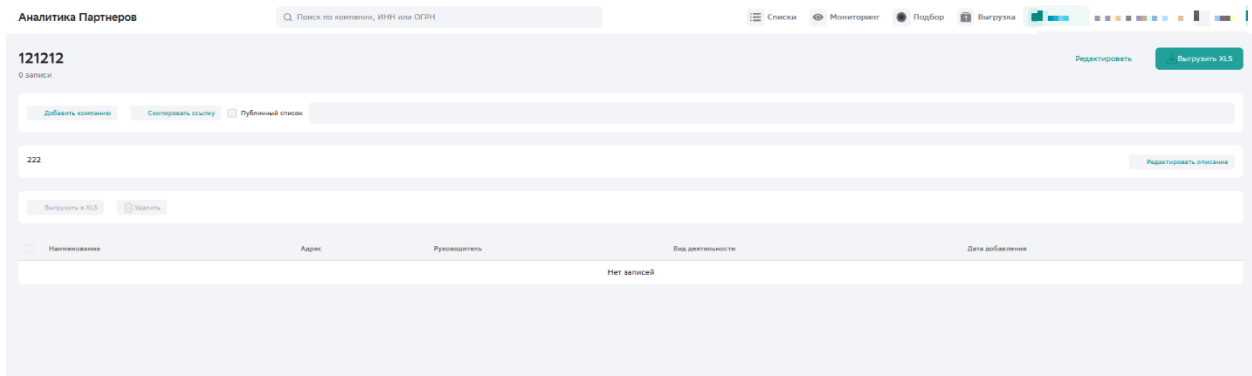 Аналитика Партнеров
Поиск по компании, ИНН или ОГРН
Списки
Мониторинг
Подбор
Выгрузка
121212
0 записи
Редактировать
Выгрузить XLS
Добавить компанию
Скопировать ссылку
Публичный список
222
Редактировать описание
Выгрузить в XLS
Удалить
Наименование
Адрес
Руководитель
Вид деятельности
Дата добавления
Нет записей